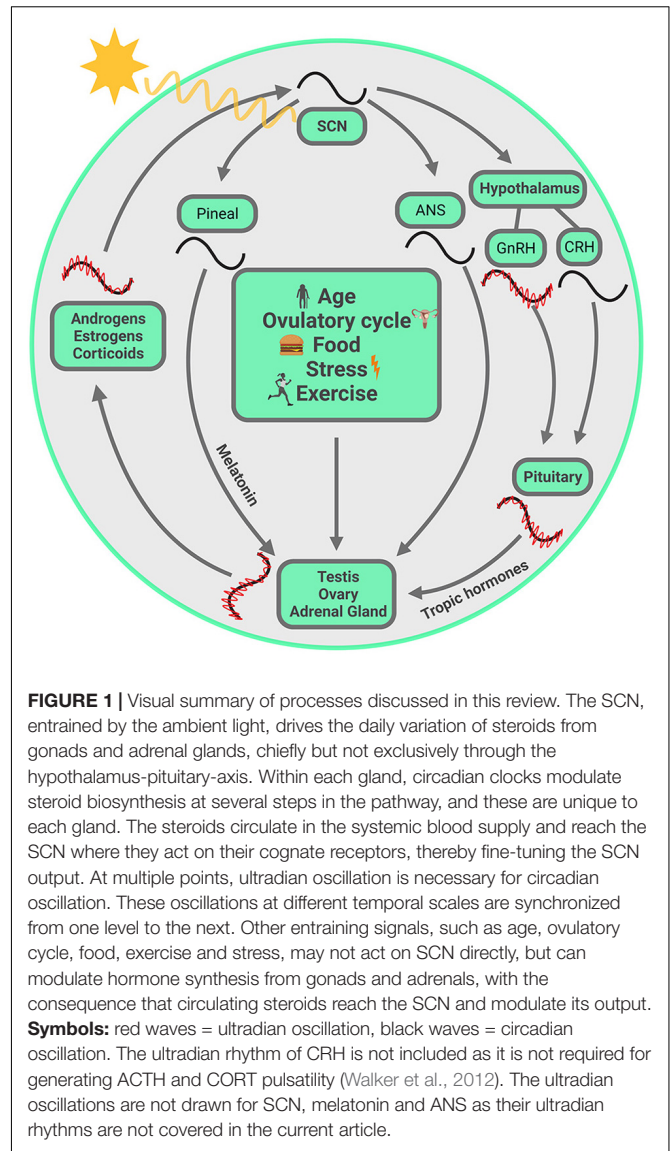 SCN
Pineal
ANS
Hypothalamus
GnRH
CRH
Androgens
Estrogens
Corticoids
Age
Ovulatory cycle
Food
Stress
Exercise
Melatonin
Pituitary
Testis
Ovary
Adrenal Gland
Tropic hormones
FIGURE 1 | Visual summary of processes discussed in this review. The SCN,
entrained by the ambient light, drives the daily variation of steroids from
gonads and adrenal glands, chiefly but not exclusively through the
hypothalamus-pituitary-axis. Within each gland, circadian clocks modulate
steroid biosynthesis at several steps in the pathway, and these are unique to
each gland. The steroids circulate in the systemic blood supply and reach the
SCN where they act on their cognate receptors, thereby fine-tuning the SCN
output. At multiple points, ultradian oscillation is necessary for circadian
oscillation. These oscillations at different temporal scales are synchronized
from one level to the next. Other entraining signals, such as age, ovulatory
cycle, food, exercise and stress, may not act on SCN directly, but can
modulate hormone synthesis from gonads and adrenals, with the
consequence that circulating steroids reach the SCN and modulate its output.
Symbols: red waves = ultradian oscillation, black waves = circadian
oscillation. The ultradian rhythm of CRH is not included as it is not required for
generating ACTH and CORT pulsatility (Walker et al., 2012). The ultradian
oscillations are not drawn for SCN, melatonin and ANS as their ultradian
rhythms are not covered in the current article.